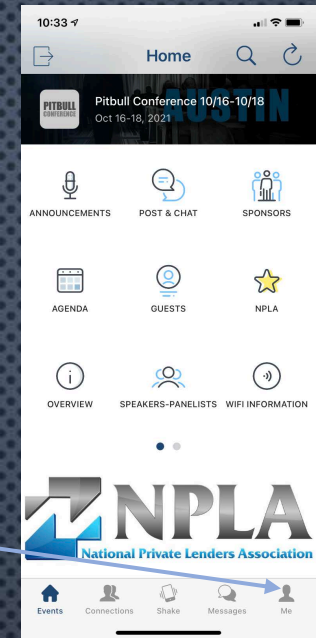 10:33
Home
PITBULL
CONFERENCE
Pitbull Conference 10/16-10/18
Oct 16-18, 2021
AUSTIN
ANNOUNCEMENTS
POST & CHAT
SPONSORS
AGENDA
GUESTS
NPLA
OVERVIEW
SPEAKERS-PANELISTS
WIFI INFORMATION
NPLA
National Private Lenders Association
Events
Connections
Shake
Messages
Me